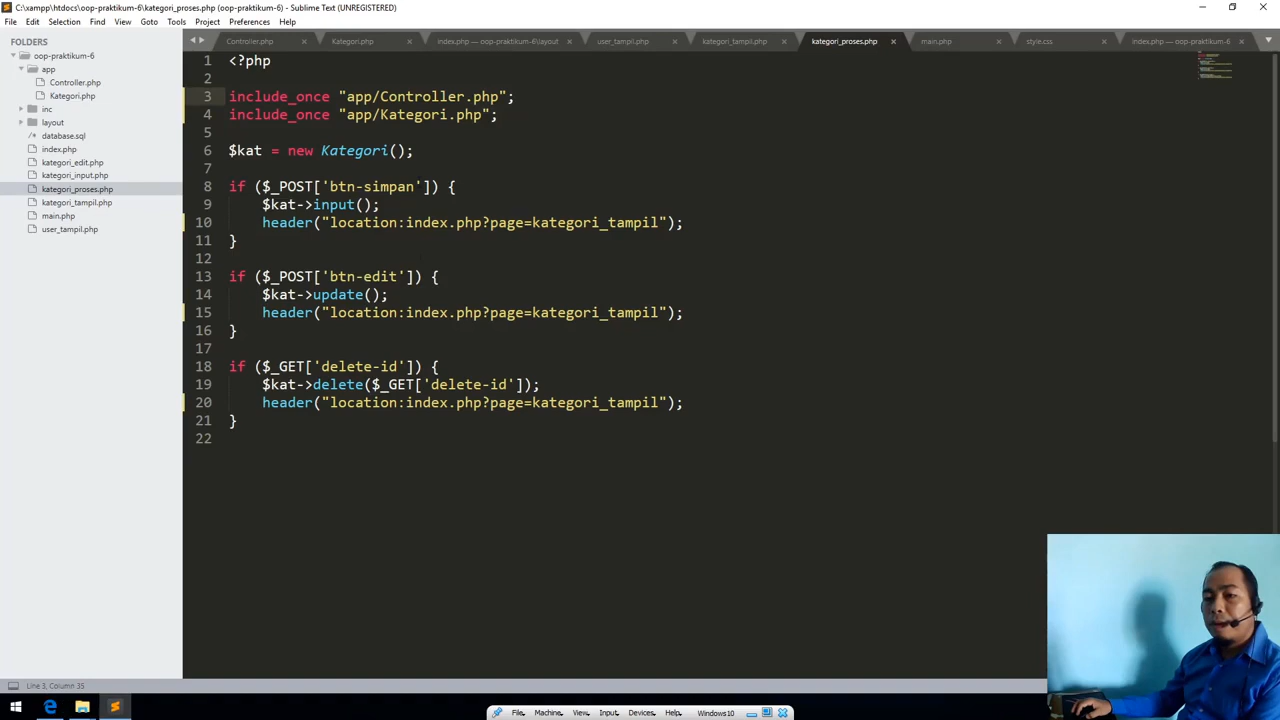 C:\xampp\htdocs\oop-praktikum-6\kategori_proses.php (oop-praktikum-6) - Sublime Text (UNREGISTERED)
File Edit Selection Find View Goto Tools Project Preferences Help
FOLDERS
oop-praktikum-6
app
Controller.php
Kategori.php
inc
layout
database.sql
index.php
kategori_edit.php
kategori_input.php
kategori_proses.php
kategori_tampil.php
main.php
user_tampil.php
Controller.php Kategori.php index.php — oop-praktikum-6\layout user_tampil.php kategori_tampil.php kategori_proses.php main.php style.css index.php — oop-praktikum-6
1 <?php
2
3 include_once "app/Controller.php";
4 include_once "app/Kategori.php";
5
6 $kat = new Kategori();
7
8 if ($_POST['btn-simpan']) {
9 $kat->input();
10 header("location:index.php?page=kategori_tampil");
11 }
12
13 if ($_POST['btn-edit']) {
14 $kat->update();
15 header("location:index.php?page=kategori_tampil");
16 }
17
18 if ($_GET['delete-id']) {
19 $kat->delete($_GET['delete-id']);
20 header("location:index.php?page=kategori_tampil");
21 }
22
Line 3, Column 35
File Machine View Input Devices Help Windows10